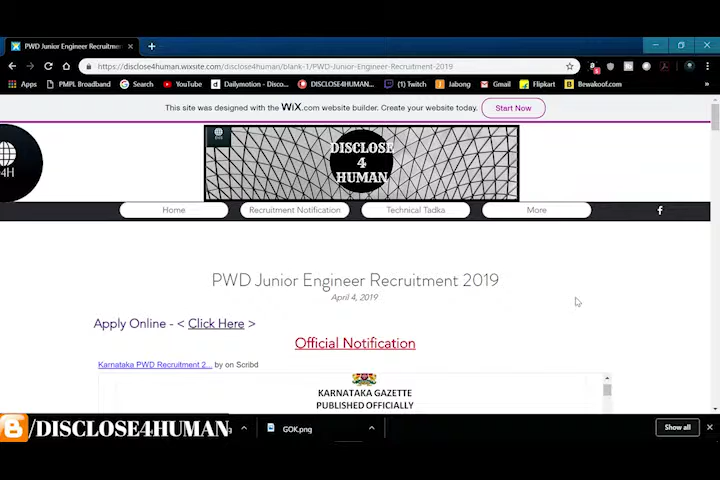 PWD Junior Engineer Recruitmen
https://disclose4human.wixsite.com/disclose4human/blank-1/PWD-Junior-Engineer-Recruitment-2019
Apps PMPL Broadband Search YouTube Dailymotion - Disco... DISCLOSE4HUMAN... (1) Twitch Jabong Gmail Flipkart Bewakoof.com
This site was designed with the WiX.com website builder. Create your website today. Start Now
D4H
DISCLOSE
4
HUMAN
Home Recruitment Notification Technical Tadka More f
PWD Junior Engineer Recruitment 2019
April 4, 2019
Apply Online - < Click Here >
Official Notification
Karnataka PWD Recruitment 2... by on Scribd
KARNATAKA GAZETTE
PUBLISHED OFFICIALLY
/DISCLOSE4HUMAN
GOK.png
Show all